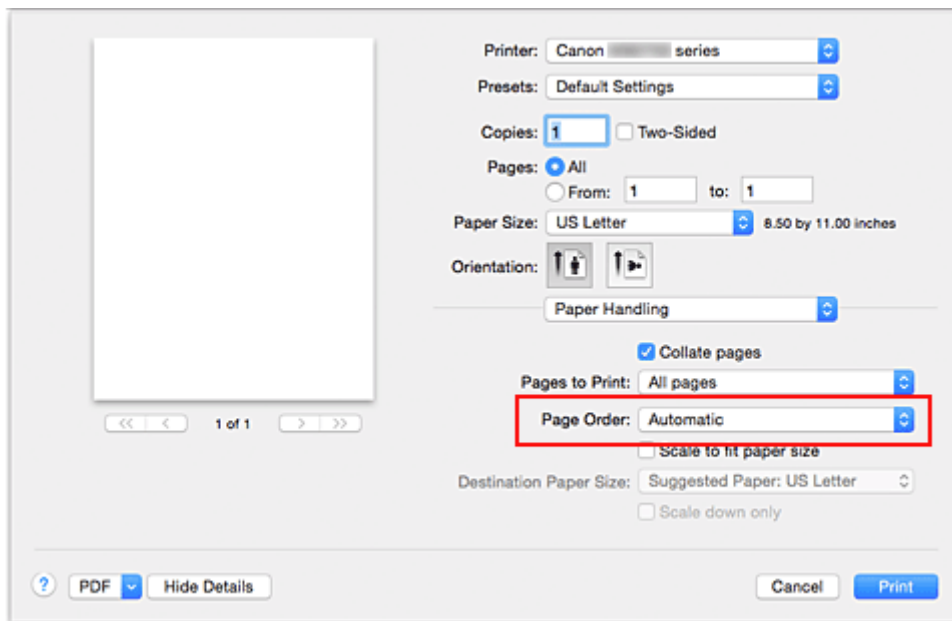 Printer: Canon series
Presets: Default Settings
Copies: 1 Two-Sided
Pages: All
From: 1 to: 1
Paper Size: US Letter 8.50 by 11.00 inches
Orientation:
Paper Handling
Collate pages
Pages to Print: All pages
Page Order: Automatic
Scale to fit paper size
Destination Paper Size: Suggested Paper: US Letter
Scale down only
<< < 1 of 1 > >>
? PDF Hide Details Cancel Print